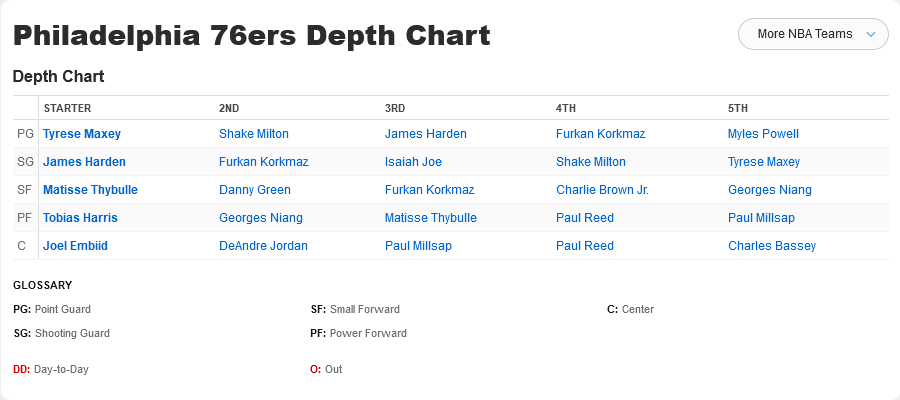 Philadelphia 76ers Depth Chart
More NBA Teams
Depth Chart
STARTER 2ND 3RD 4TH 5TH
PG Tyrese Maxey Shake Milton James Harden Furkan Korkmaz Myles Powell
SG James Harden Furkan Korkmaz Isaiah Joe Shake Milton Tyrese Maxey
SF Matisse Thybulle Danny Green Furkan Korkmaz Charlie Brown Jr. Georges Niang
PF Tobias Harris Georges Niang Matisse Thybulle Paul Reed Paul Millsap
C Joel Embiid DeAndre Jordan Paul Millsap Paul Reed Charles Bassey
GLOSSARY
PG: Point Guard SF: Small Forward C: Center
SG: Shooting Guard PF: Power Forward
DD: Day-to-Day O: Out